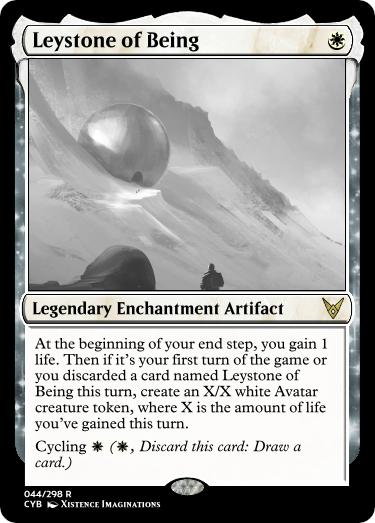 Leystone of Being
Legendary Enchantment Artifact
At the beginning of your end step, you gain 1
life. Then if it's your first turn of the game or
you discarded a card named Leystone of
Being this turn, create an X/X white Avatar
creature token, where X is the amount of life
you've gained this turn.
Cycling (, Discard this card: Draw a
card.)
044/298 R
CYB Xistence Imaginations